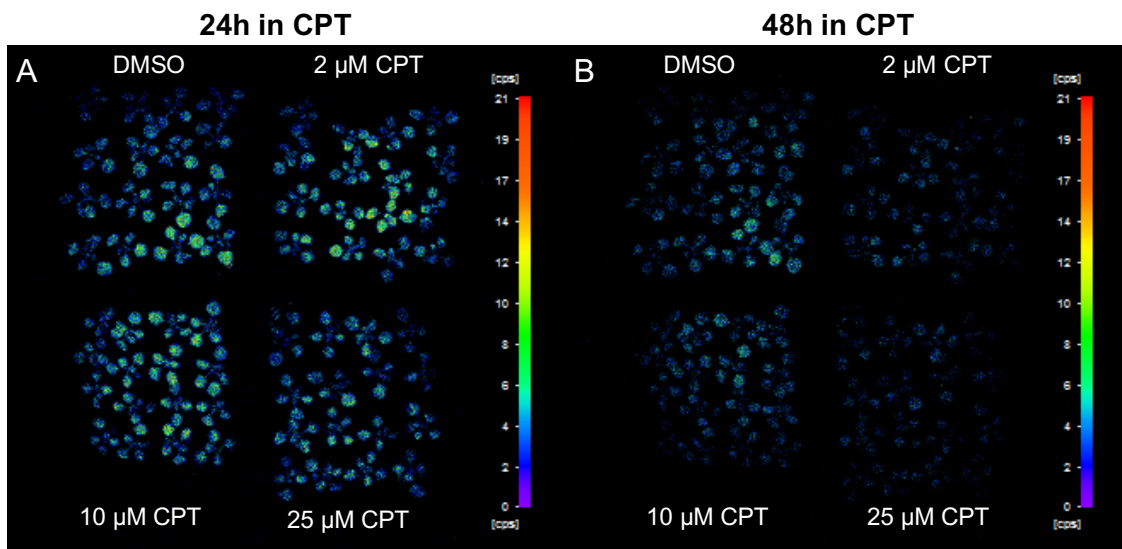 24h in CPT
48h in CPT
A
DMSO
2 µM CPT
[cps]
21
19
17
14
12
10
8
6
4
2
0
[cps]
10 µM CPT
25 µM CPT
B
DMSO
2 µM CPT
[cps]
21
19
17
14
12
10
8
6
4
2
0
[cps]
10 µM CPT
25 µM CPT